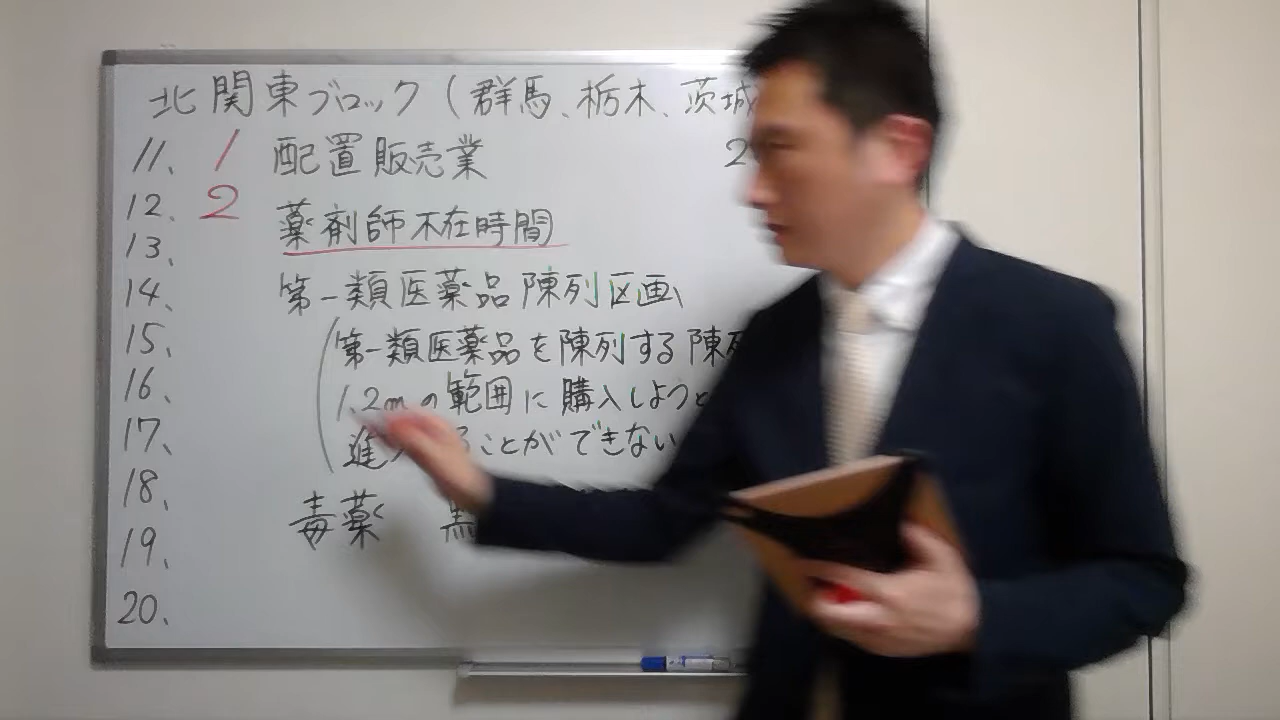 北関東ブロック(群馬、栃木、茨城
11、 1 配置販売業 2
12、 2 薬剤師不在時間
13、
14、 第一類医薬品陳列区画
15、 (第一類医薬品を陳列する陳列
16、 1.2mの範囲に購入しようと
17、 進 ことができない
18、
毒薬 黒
19、
20、